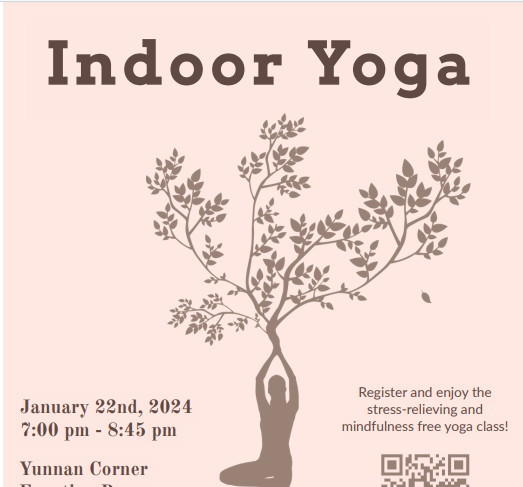 Indoor Yoga
January 22nd, 2024
7:00 pm - 8:45 pm
Register and enjoy the
stress-relieving and
mindfulness free yoga class!
Yunnan Corner